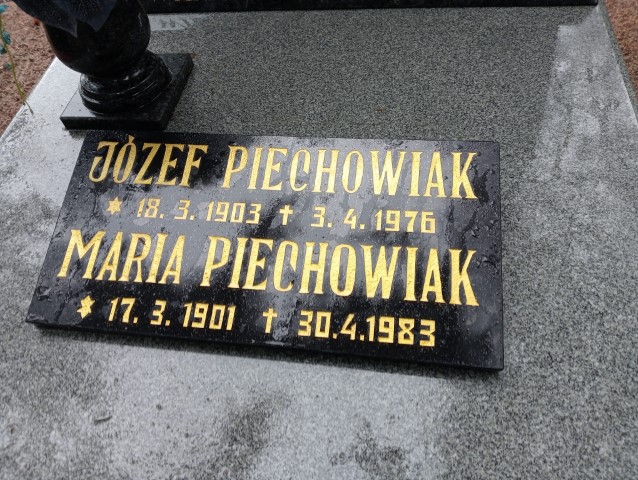 JÓZEF PIECHOWIAK
* 18. 3. 1903 ✝ 3. 4. 1976
MARIA PIECHOWIAK
* 17. 3. 1901 ✝ 30.4.1983